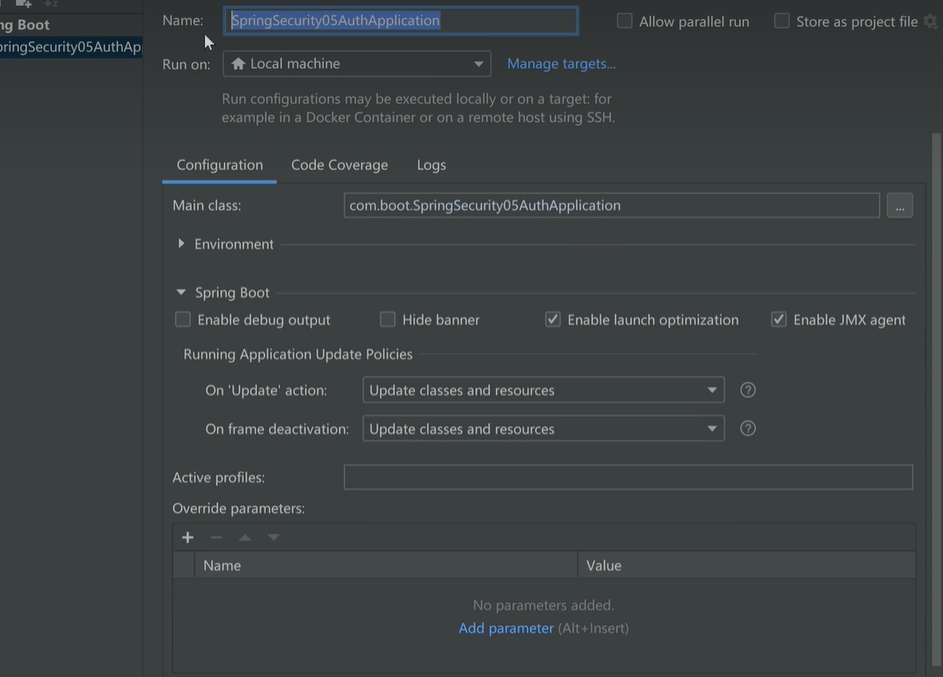 ng Boot
pringSecurity05AuthAp
Name: SpringSecurity05AuthApplication Allow parallel run Store as project file
Run on: Local machine Manage targets...
Run configurations may be executed locally or on a target: for
example in a Docker Container or on a remote host using SSH.
Configuration Code Coverage Logs
Main class: com.boot.SpringSecurity05AuthApplication ...
Environment
Spring Boot
Enable debug output Hide banner Enable launch optimization Enable JMX agent
Running Application Update Policies
On 'Update' action: Update classes and resources ?
On frame deactivation: Update classes and resources ?
Active profiles:
Override parameters:
Name Value
No parameters added.
Add parameter (Alt+Insert)